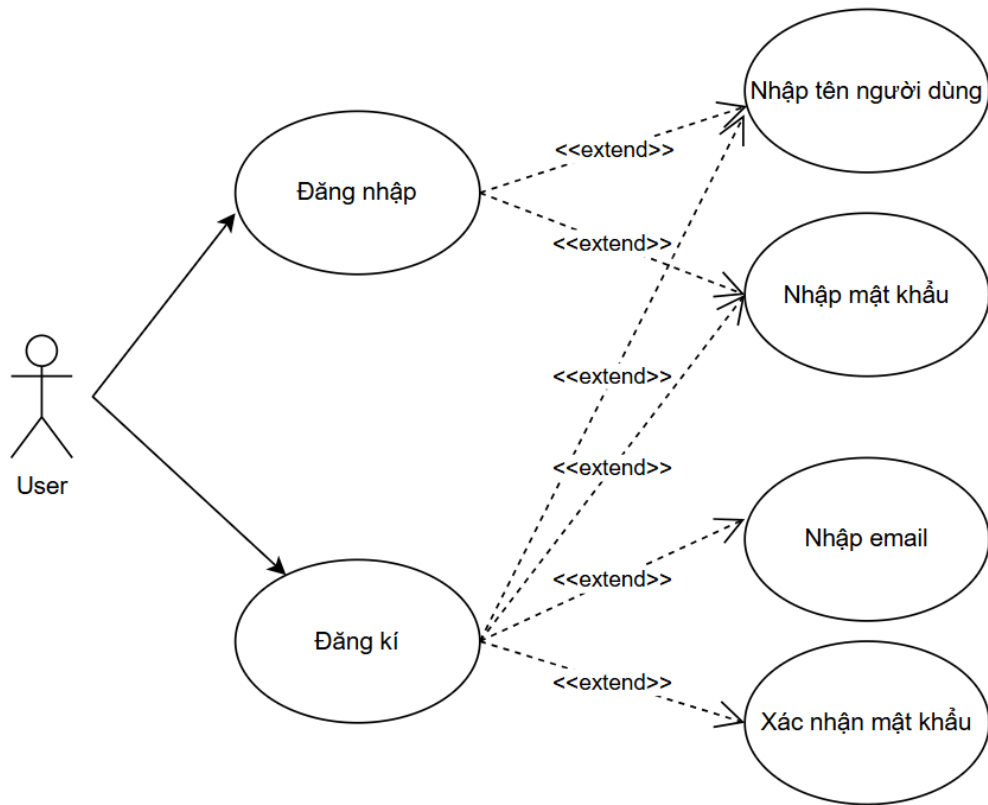 Nhập tên người dùng
<<extend>>
Đăng nhập
<<extend>>
Nhập mật khẩu
<<extend>>
<<extend>>
User
Nhập email
<<extend>>
Đăng kí
<<extend>>
Xác nhận mật khẩu